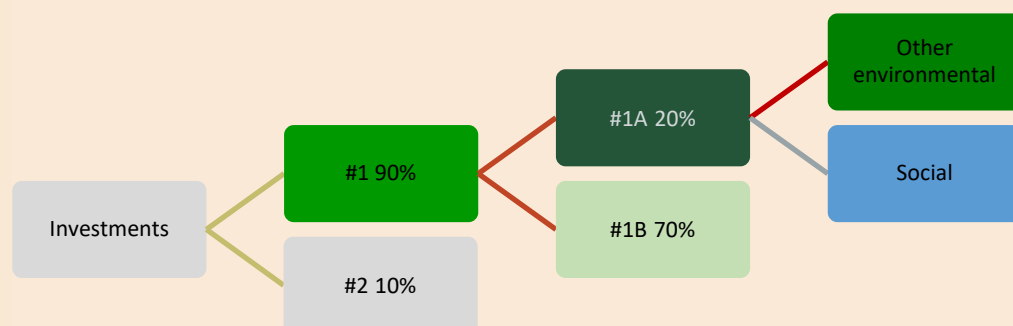 Investments
#1 90%
#2 10%
#1A 20%
#1B 70%
Other
environmental
Social